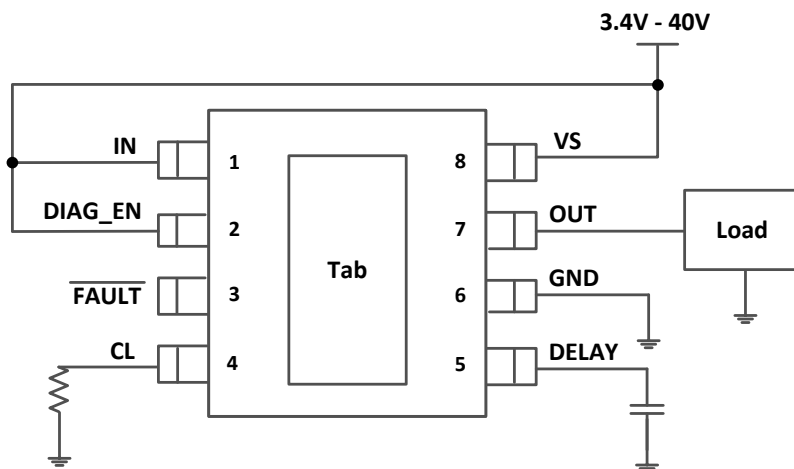 3.4V - 40V
IN 1 8 VS
DIAG_EN 2 7 OUT Load
FAULT 3 Tab 6 GND
CL 4 5 DELAY